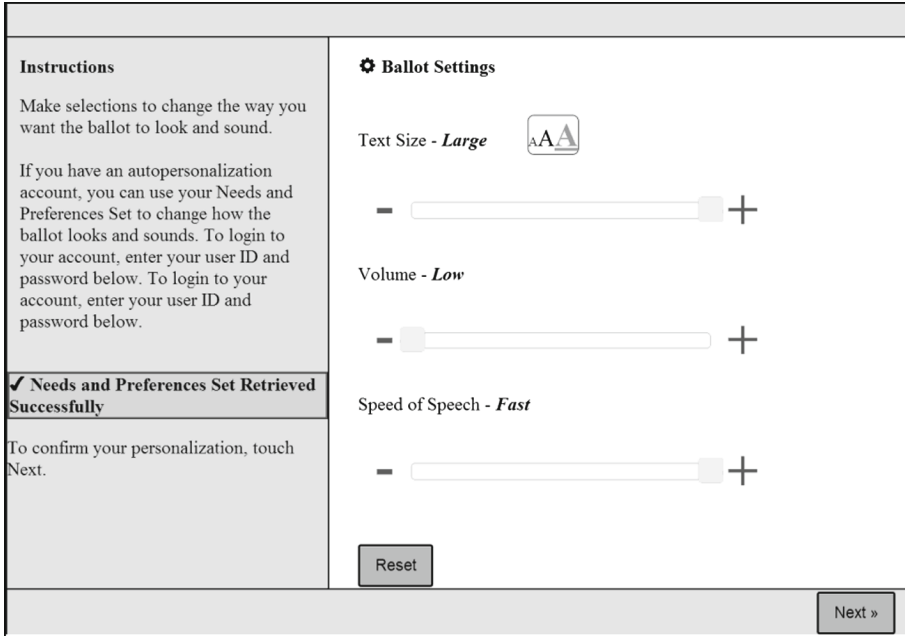 Instructions
Make selections to change the way you
want the ballot to look and sound.
If you have an autopersonalization
account, you can use your Needs and
Preferences Set to change how the
ballot looks and sounds. To login to
your account, enter your user ID and
password below. To login to your
account, enter your user ID and
password below.
✓ Needs and Preferences Set Retrieved
Successfully
To confirm your personalization, touch
Next.
Ballot Settings
Text Size - Large
AAA
- +
Volume - Low
- +
Speed of Speech - Fast
- +
Reset
Next »